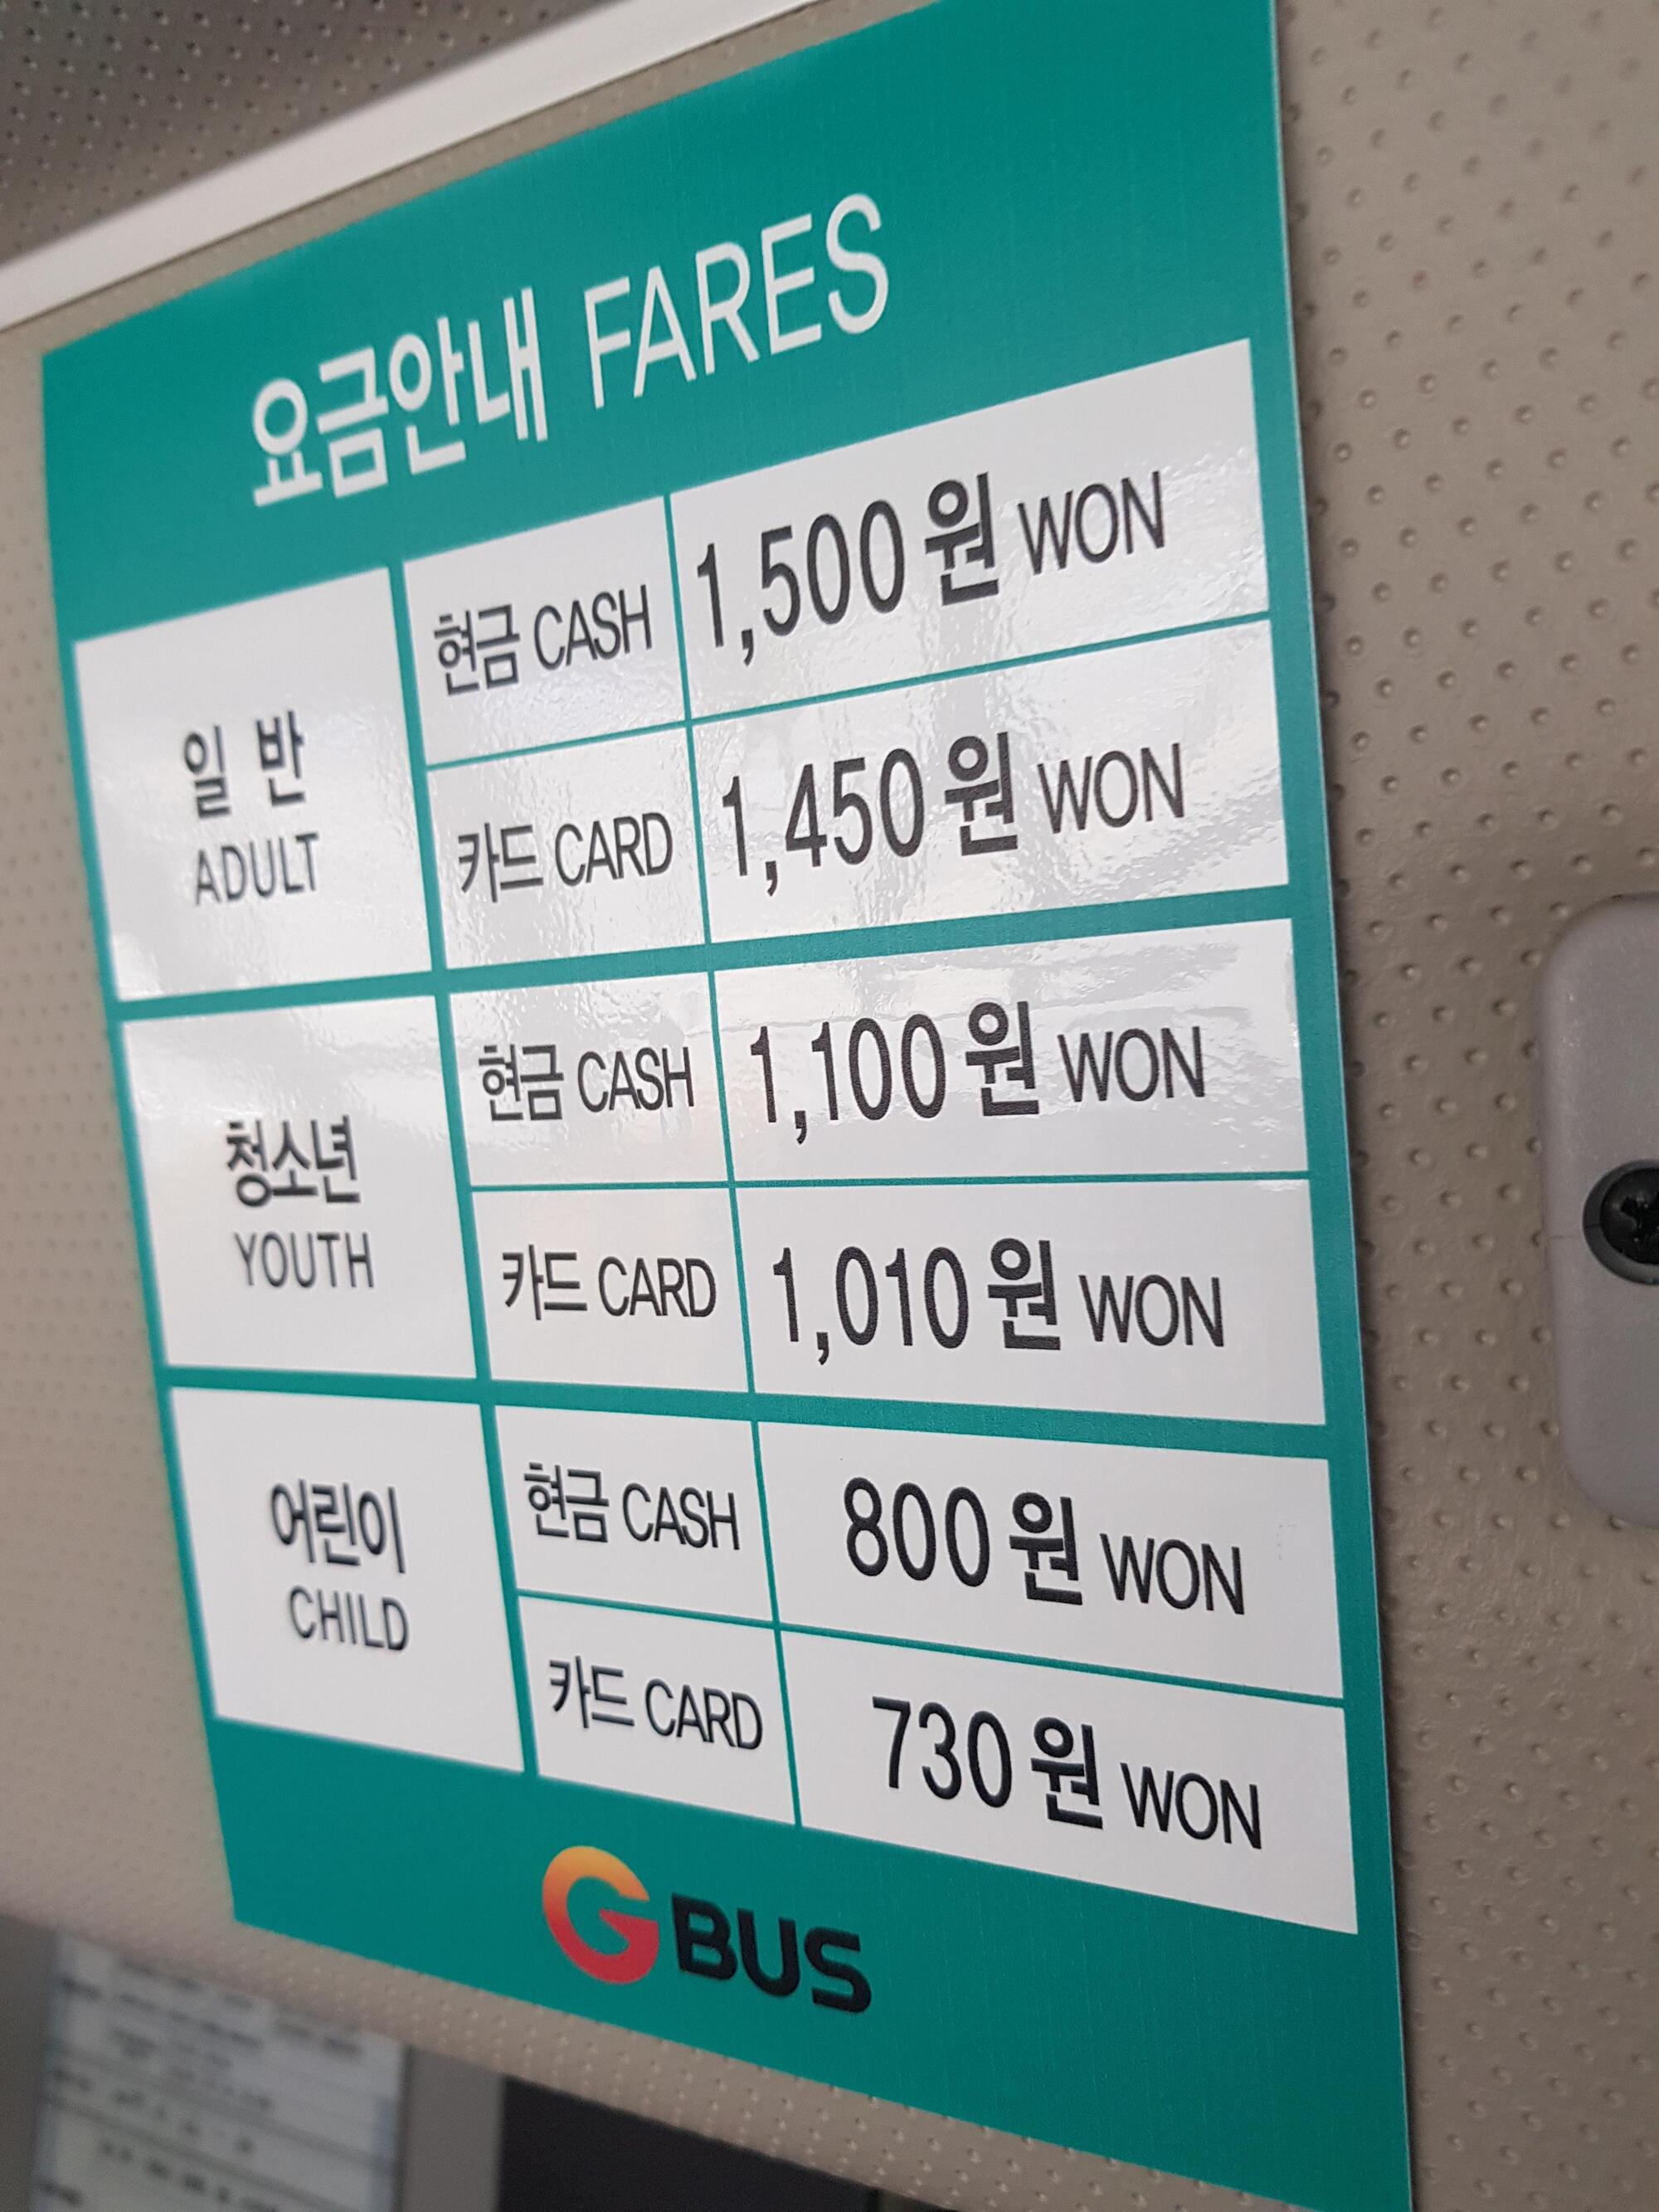 요금안내 FARES
일 반
ADULT
현금 CASH 1,500 원 WON
카드 CARD 1,450 원 WON
청소년
YOUTH
현금 CASH 1,100 원 WON
카드 CARD 1,010 원 WON
어린이
CHILD
현금 CASH 800 원 WON
카드 CARD 730 원 WON
G BUS